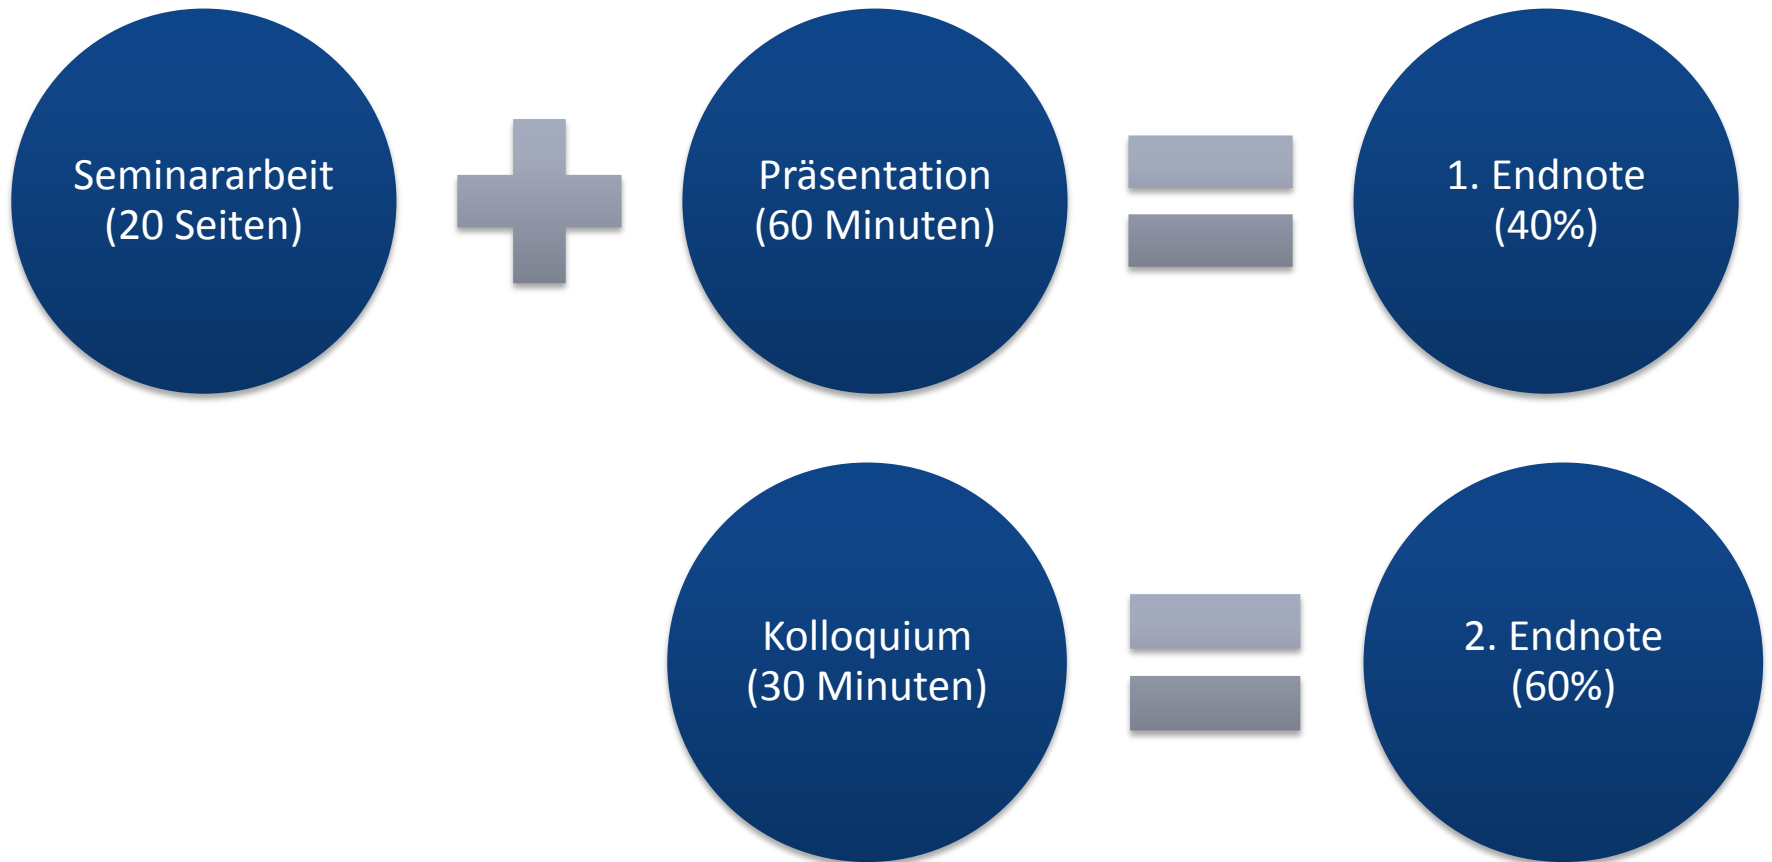 Seminararbeit
(20 Seiten)
Präsentation
(60 Minuten)
1. Endnote
(40%)
Kolloquium
(30 Minuten)
2. Endnote
(60%)